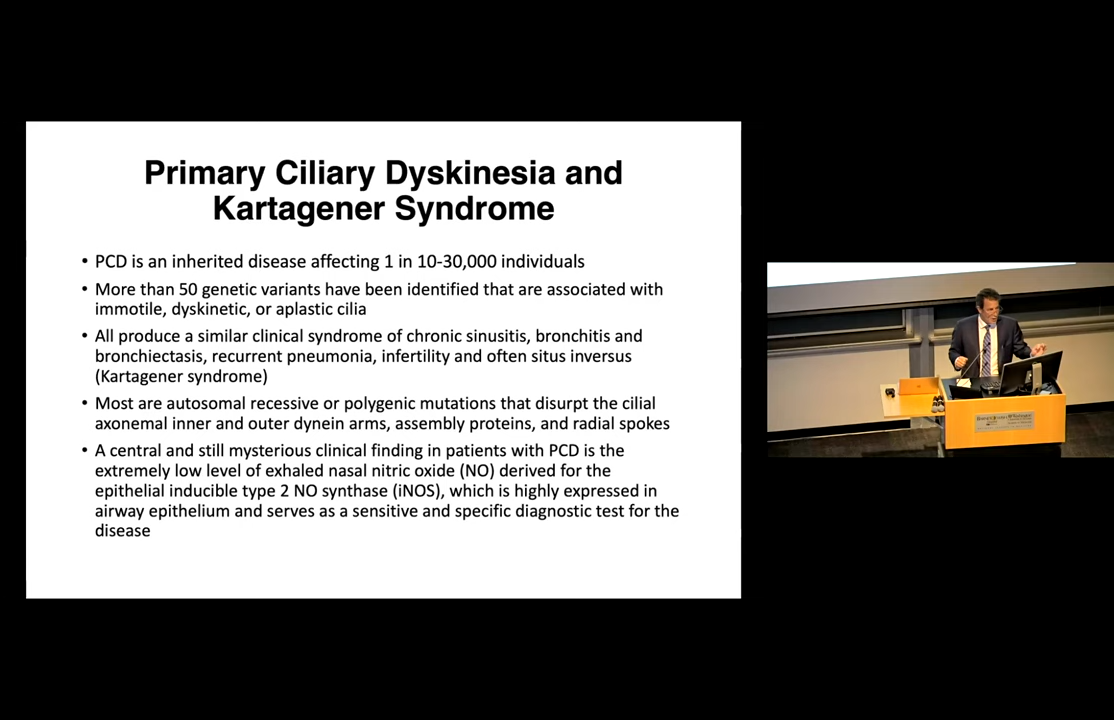 Primary Ciliary Dyskinesia and
Kartagener Syndrome
• PCD is an inherited disease affecting 1 in 10-30,000 individuals
• More than 50 genetic variants have been identified that are associated with
immotile, dyskinetic, or aplastic cilia
• All produce a similar clinical syndrome of chronic sinusitis, bronchitis and
bronchiectasis, recurrent pneumonia, infertility and often situs inversus
(Kartagener syndrome)
• Most are autosomal recessive or polygenic mutations that disurpt the cilial
axonemal inner and outer dynein arms, assembly proteins, and radial spokes
• A central and still mysterious clinical finding in patients with PCD is the
extremely low level of exhaled nasal nitric oxide (NO) derived for the
epithelial inducible type 2 NO synthase (iNOS), which is highly expressed in
airway epithelium and serves as a sensitive and specific diagnostic test for the
disease